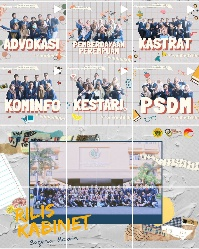 ADVOKASI
PEMBERDAYAAN
PEREMPUAN
KASTRAT
KOMINFO
KESTARI
PSDM
RILIS
KABINET